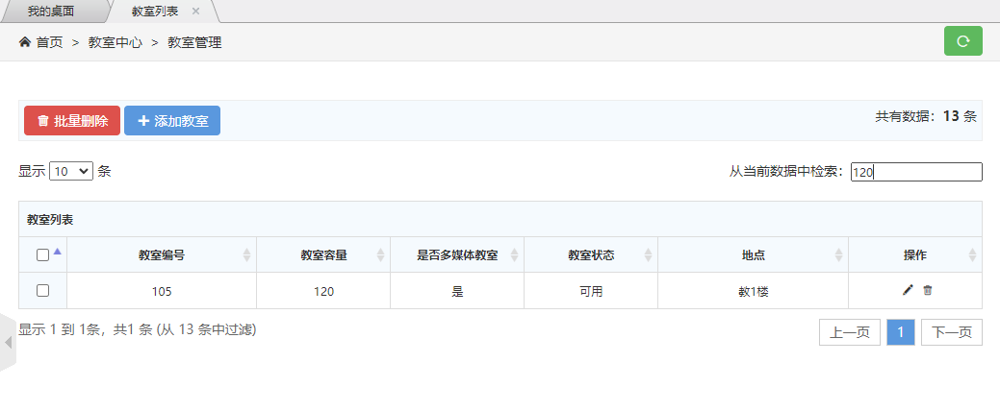 我的桌面 教室列表
首页 > 教室中心 > 教室管理
批量删除 添加教室 共有数据：13 条
显示 10 条 从当前数据中检索：120
教室列表
教室编号 教室容量 是否多媒体教室 教室状态 地点 操作
105 120 是 可用 教1楼
显示 1 到 1条，共1 条 (从 13 条中过滤) 上一页 1 下一页